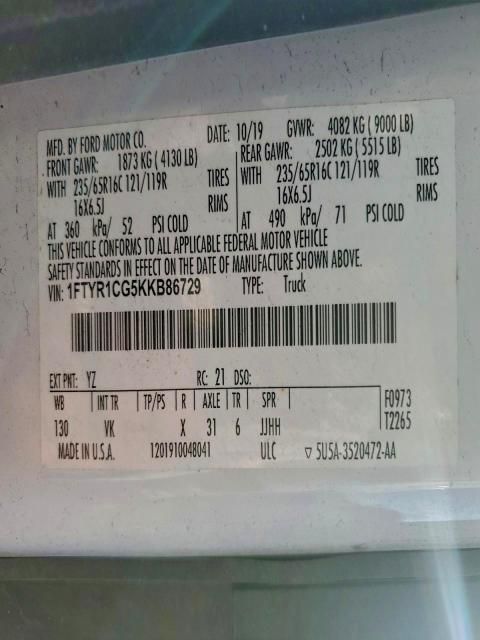 MFD. BY FORD MOTOR CO. DATE: 10/19 GVWR: 4082 KG ( 9000 LB)
FRONT GAWR: 1873 KG ( 4130 LB) REAR GAWR: 2502 KG ( 5515 LB)
WITH 235/65R16C 121/119R TIRES WITH 235/65R16C 121/119R TIRES
16X6.5J RIMS 16X6.5J RIMS
AT 360 kPa/ 52 PSI COLD AT 490 kPa/ 71 PSI COLD
THIS VEHICLE CONFORMS TO ALL APPLICABLE FEDERAL MOTOR VEHICLE
SAFETY STANDARDS IN EFFECT ON THE DATE OF MANUFACTURE SHOWN ABOVE.
VIN: 1FTYR1CG5KKB86729 TYPE: Truck
EXT PNT: YZ RC: 21 DSO:
WB INT TR TP/PS R AXLE TR SPR F0973
130 VK X 31 6 JJHH T2265
MADE IN U.S.A. 1201910048041 ULC ▽ 5U5A-3520472-AA